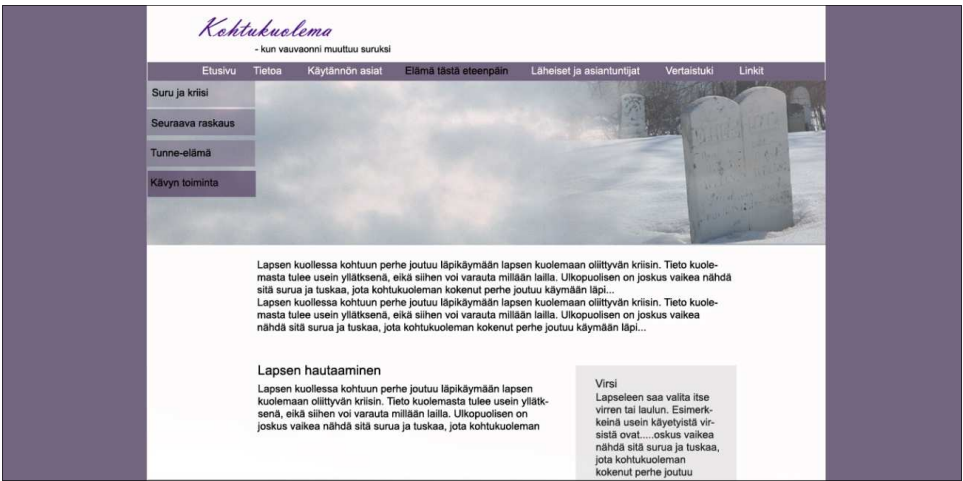 Kohtukuolema
- kun vauvaonni muuttuu suruksi
Etusivu Tietoa Käytännön asiat Elämä tästä eteenpäin Läheiset ja asiantuntijat Vertaistuki Linkit
Suru ja kriisi
Seuraava raskaus
Tunne-elämä
Kävyn toiminta
Lapsen kuollessa kohtuun perhe joutuu läpikäymään lapsen kuolemaan oliittyvän kriisin. Tieto kuole-
masta tulee usein yllätksenä, eikä siihen voi varauta millään lailla. Ulkopuolisen on joskus vaikea nähdä
sitä surua ja tuskaa, jota kohtukuoleman kokenut perhe joutuu käymään läpi...
Lapsen kuollessa kohtuun perhe joutuu läpikäymään lapsen kuolemaan oliittyvän kriisin. Tieto kuole-
masta tulee usein yllätksenä, eikä siihen voi varauta millään lailla. Ulkopuolisen on joskus vaikea
nähdä sitä surua ja tuskaa, jota kohtukuoleman kokenut perhe joutuu käymään läpi...
Lapsen hautaaminen
Lapsen kuollessa kohtuun perhe joutuu läpikäymään lapsen
kuolemaan oliittyvän kriisin. Tieto kuolemasta tulee usein yllätk-
senä, eikä siihen voi varauta millään lailla. Ulkopuolisen on
joskus vaikea nähdä sitä surua ja tuskaa, jota kohtukuoleman
Virsi
Lapseleen saa valita itse
virren tai laulun. Esimerk-
keinä usein käyetyistä vir-
sistä ovat.....oskus vaikea
nähdä sitä surua ja tuskaa,
jota kohtukuoleman
kokenut perhe joutuu